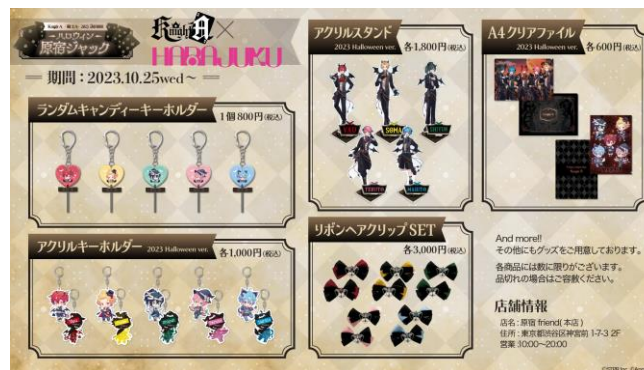 ハロウィン
原宿ジャック
Knight A ×
HARAJUKU
期間：2023.10.25wed～
ランダムキャンディーキーホルダー
1個800円(税込)
アクリルキーホルダー 2023 Halloween ver.
各1,000円(税込)
アクリルスタンド
2023 Halloween ver.
各1,800円(税込)
SOMA
リボンヘアクリップSET
各3,000円(税込)
A4クリアファイル
各600円(税込)
And more!!
その他にもグッズをご用意しております。
各商品には数に限りがございます。
品切れの場合はご容赦ください。
店舗情報
店名：原宿 friend(本店)
住所：東京都渋谷区神宮前 1-7-3 2F